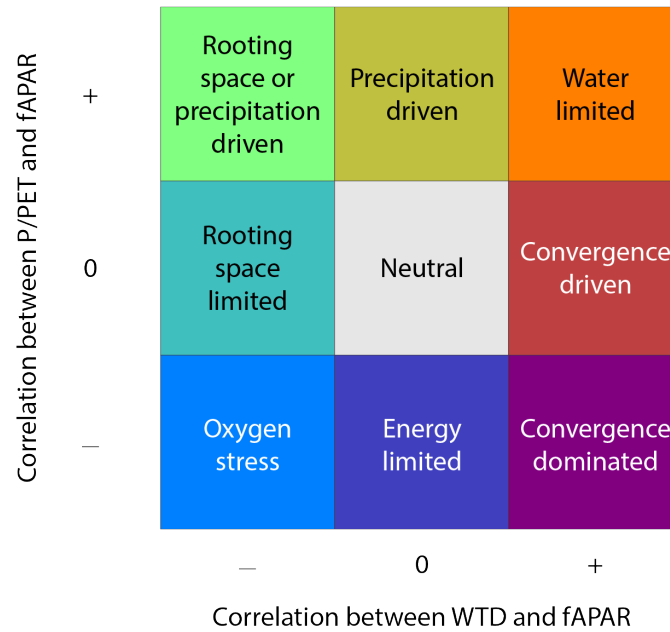 Correlation between P/PET and fAPAR
+
Rooting
space or
precipitation
driven
Precipitation
driven
Water
limited
0
Rooting
space
limited
Neutral
Convergence
driven
—
Oxygen
stress
Energy
limited
Convergence
dominated
—
0
+
Correlation between WTD and fAPAR